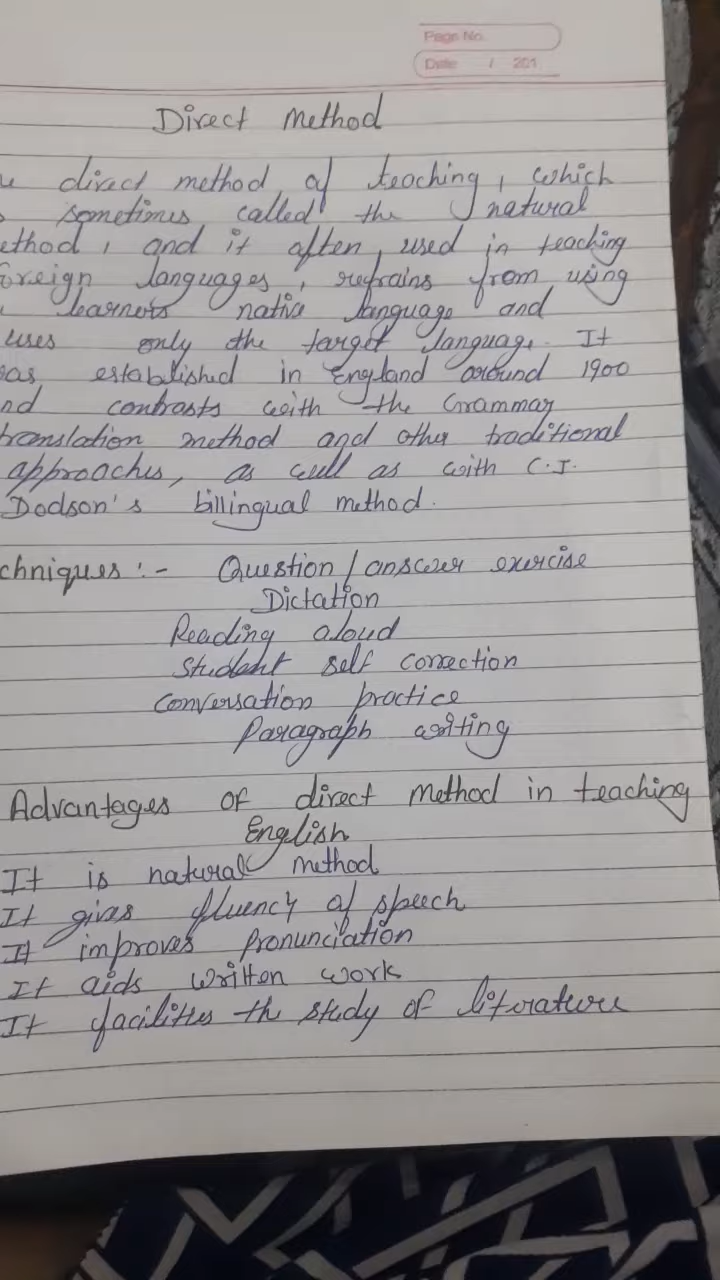 Page No.
Date / 201
Direct Method
direct method of teaching, which
sometimes called the natural
ethod, and it often used in teaching
oreign languages, refrains from using
learners native language and
uses only the target language. It
as established in England around 1900
nd contrasts with the Grammar
translation method and other traditional
approaches, as well as with C.J.
Dodson's billingual method.
chniques :- Question / answer exercise
Dictation
Reading aloud
Student self correction
Conversation practice
Paragraph writing
Advantages of direct method in teaching
English
It is natural method
It gives fluency of speech
It improves pronunciation
It aids written work
It facilities the study of literature